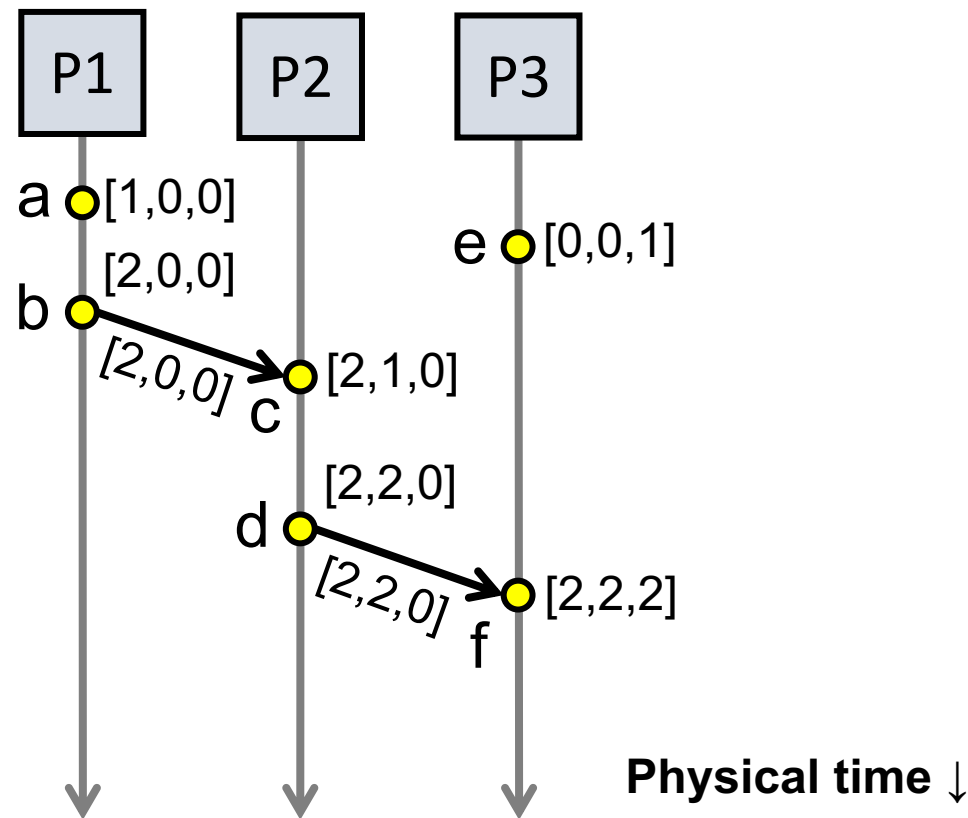 P1 P2 P3
a [1,0,0]
e [0,0,1]
[2,0,0]
b
[2,0,0]
c [2,1,0]
[2,2,0]
d
[2,2,0]
f [2,2,2]
Physical time ↓